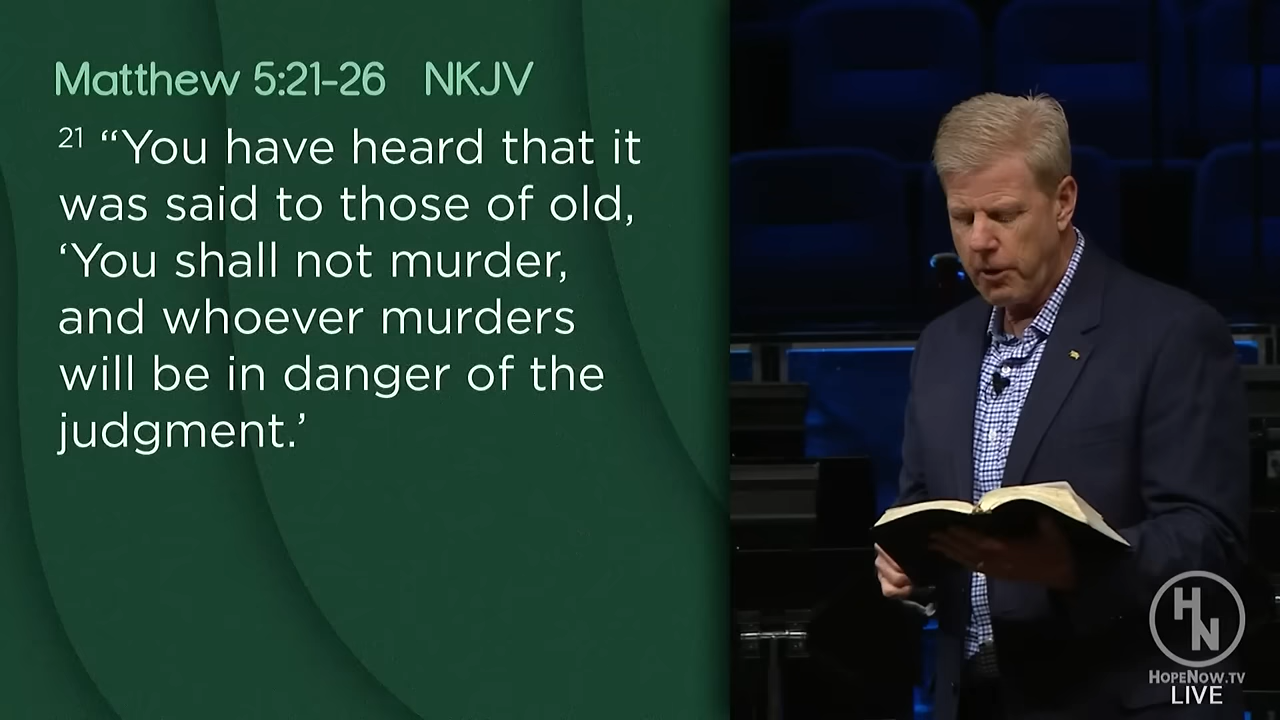 Matthew 5:21-26 NKJV
21 “You have heard that it
was said to those of old,
‘You shall not murder,
and whoever murders
will be in danger of the
judgment.’
HN
HOPENOW.TV
LIVE